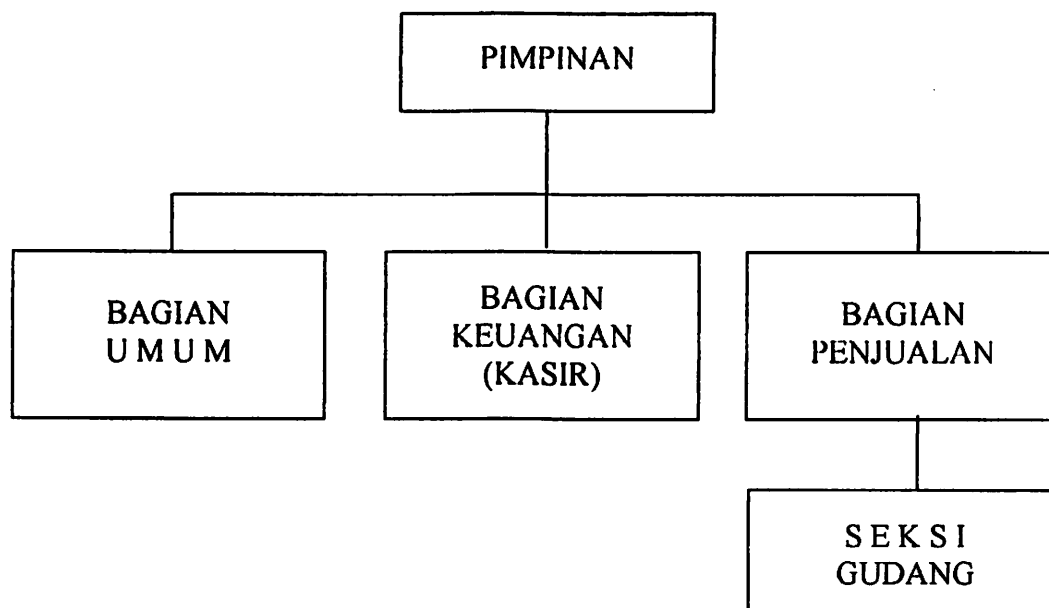 PIMPINAN
BAGIAN
U M U M
BAGIAN
KEUANGAN
(KASIR)
BAGIAN
PENJUALAN
S E K S I
GUDANG